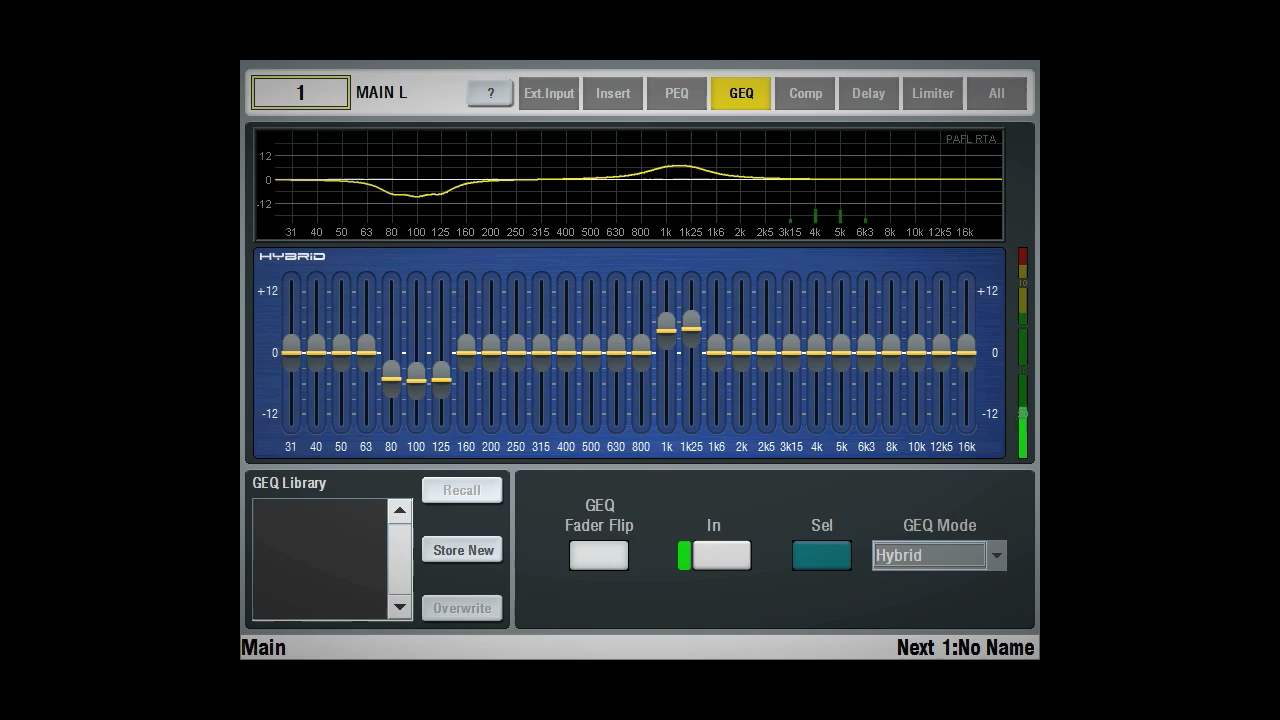 1 MAIN L ? Ext.Input Insert PEQ GEQ Comp Delay Limiter All
PAFL RTA
12
0
-12
31 40 50 63 80 100 125 160 200 250 315 400 500 630 800 1k 1k25 1k6 2k 2k5 3k15 4k 5k 6k3 8k 10k 12k5 16k
HYBRID
+12 +12
0 0
-12 -12
31 40 50 63 80 100 125 160 200 250 315 400 500 630 800 1k 1k25 1k6 2k 2k5 3k15 4k 5k 6k3 8k 10k 12k5 16k
GEQ Library
Recall
Store New
Overwrite
GEQ
Fader Flip In Sel GEQ Mode
Hybrid
Main Next 1:No Name